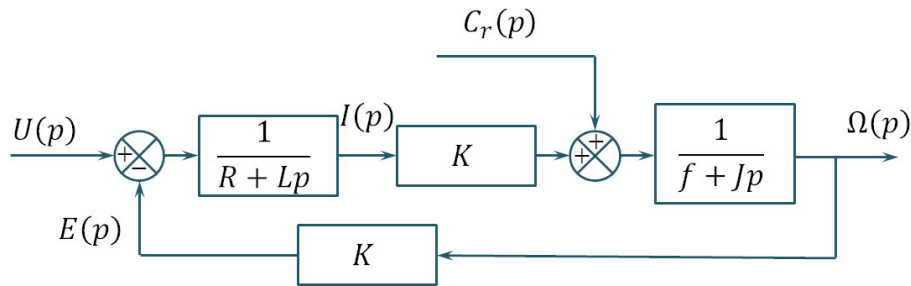 C_r(p)
U(p)
+
−
1
R + Lp
I(p)
K
+
+
1
f + Jp
Ω(p)
E(p)
K